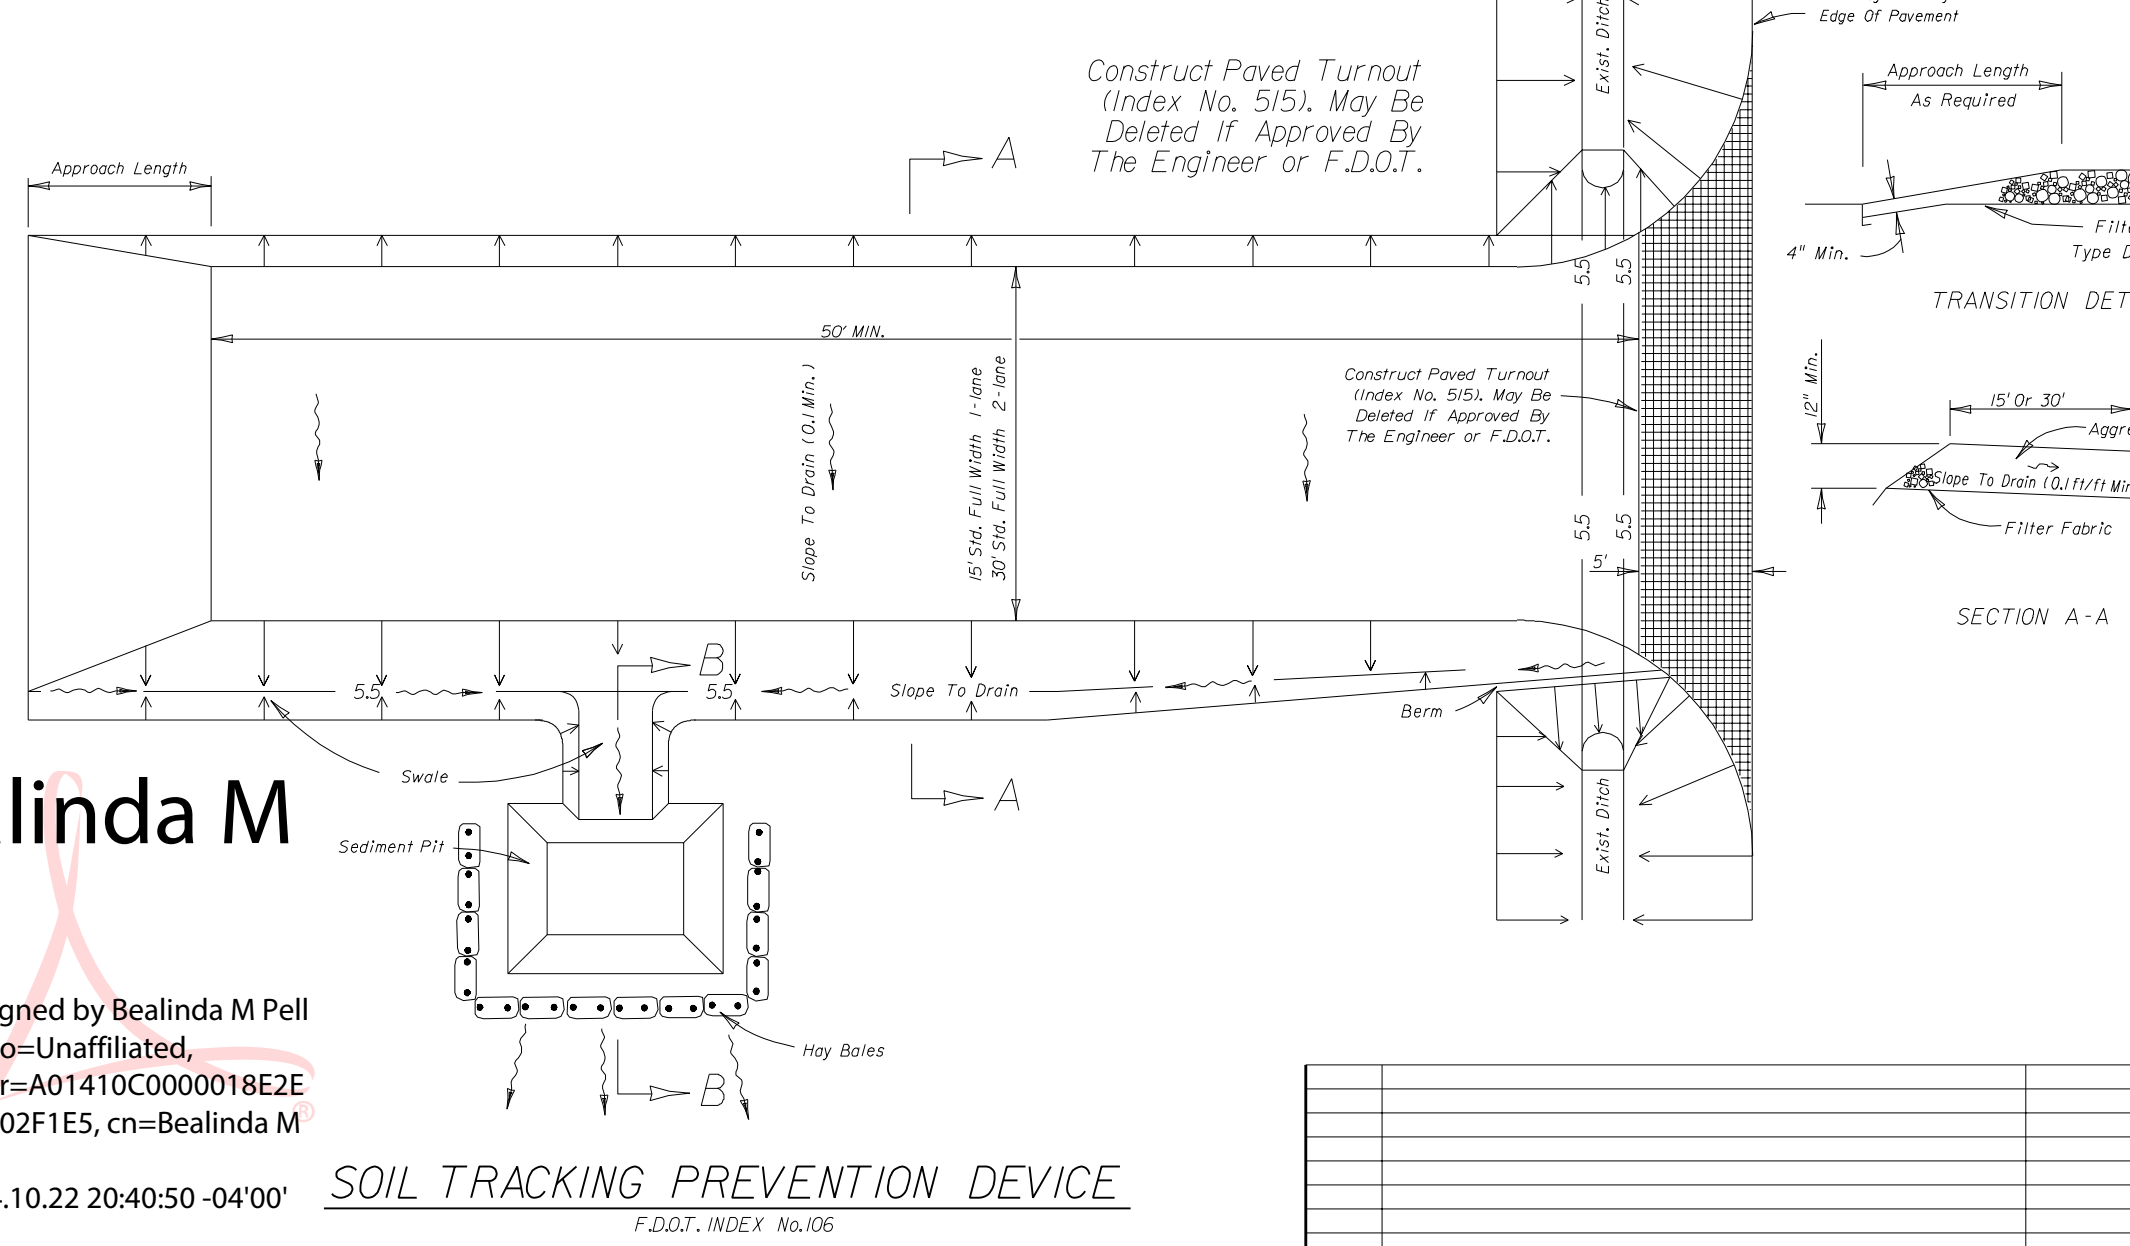 Edge Of Pavement
Construct Paved Turnout
(Index No. 515). May Be
Deleted If Approved By
The Engineer or F.D.O.T.
Exist. Ditch
Approach Length
As Required
Approach Length
A
4" Min.
Type D
TRANSITION DET
5.5
5.5
50' MIN.
Slope To Drain (0.1 Min.)
15' Std. Full Width 1-lane
30' Std. Full Width 2-lane
Construct Paved Turnout
(Index No. 515). May Be
Deleted If Approved By
The Engineer or F.D.O.T.
12" Min.
15' Or 30'
Aggre
Slope To Drain (0.1 ft/ft Min
Filter Fabric
5.5
5.5
5'
SECTION A-A
B
5.5
5.5
Slope To Drain
Berm
Swale
A
Exist. Ditch
Sediment Pit
linda M
Hay Bales
B
gned by Bealinda M Pell
o=Unaffiliated,
r=A01410C0000018E2E
02F1E5, cn=Bealinda M
.10.22 20:40:50 -04'00'
®
SOIL TRACKING PREVENTION DEVICE
F.D.O.T. INDEX No. 106